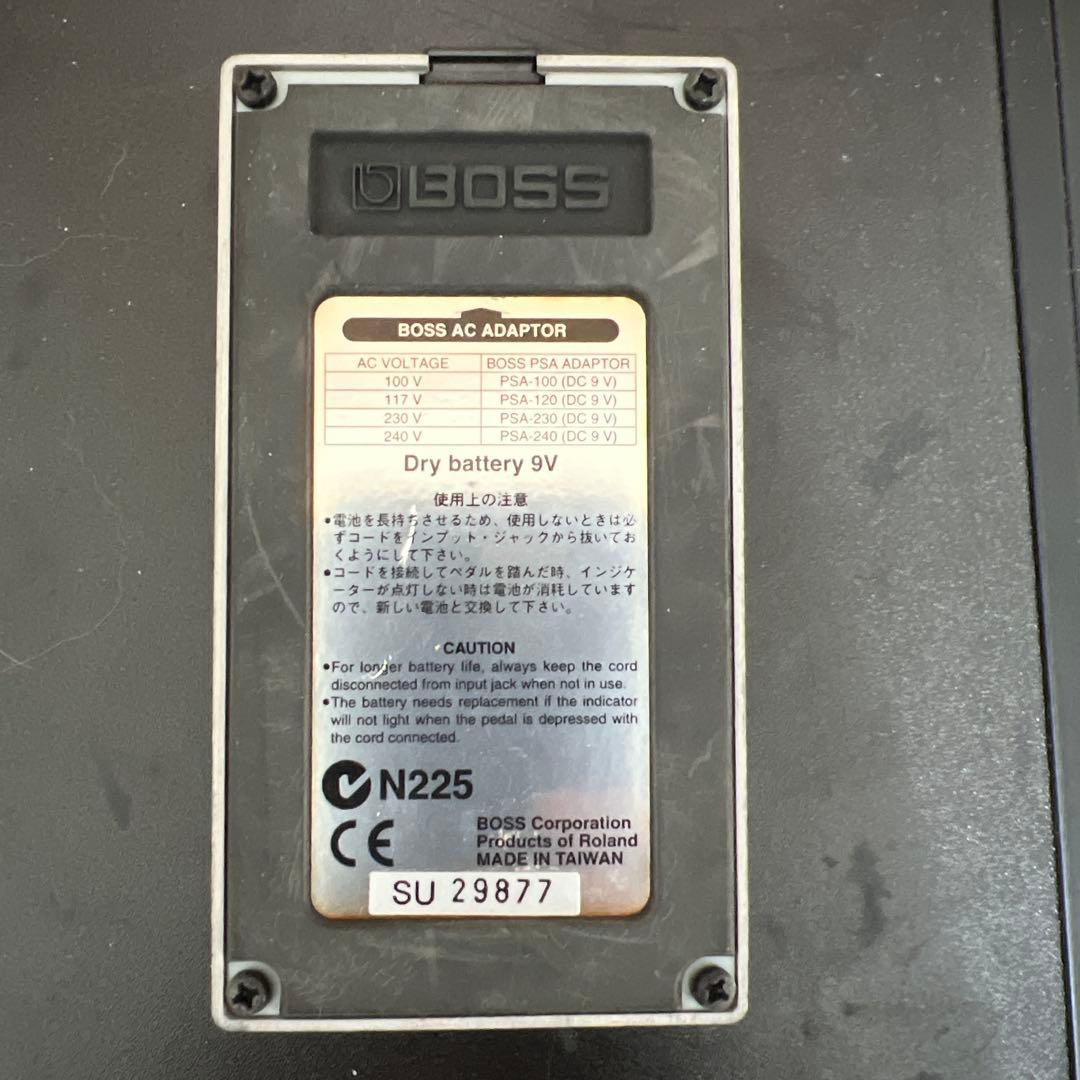 BOSS
BOSS AC ADAPTOR
AC VOLTAGE BOSS PSA ADAPTOR
100 V PSA-100 (DC 9 V)
117 V PSA-120 (DC 9 V)
230 V PSA-230 (DC 9 V)
240 V PSA-240 (DC 9 V)
Dry battery 9V
使用上の注意
●電池を長持ちさせるため、使用しないときは必
ずコードをインプット・ジャックから抜いてお
くようにして下さい。
●コードを接続してペダルを踏んだ時、インジケ
ーターが点灯しない時は電池が消耗しています
ので、新しい電池と交換して下さい。
CAUTION
●For longer battery life, always keep the cord
disconnected from input jack when not in use.
●The battery needs replacement if the indicator
will not light when the pedal is depressed with
the cord connected.
N225
CE
BOSS Corporation
Products of Roland
MADE IN TAIWAN
SU 29877